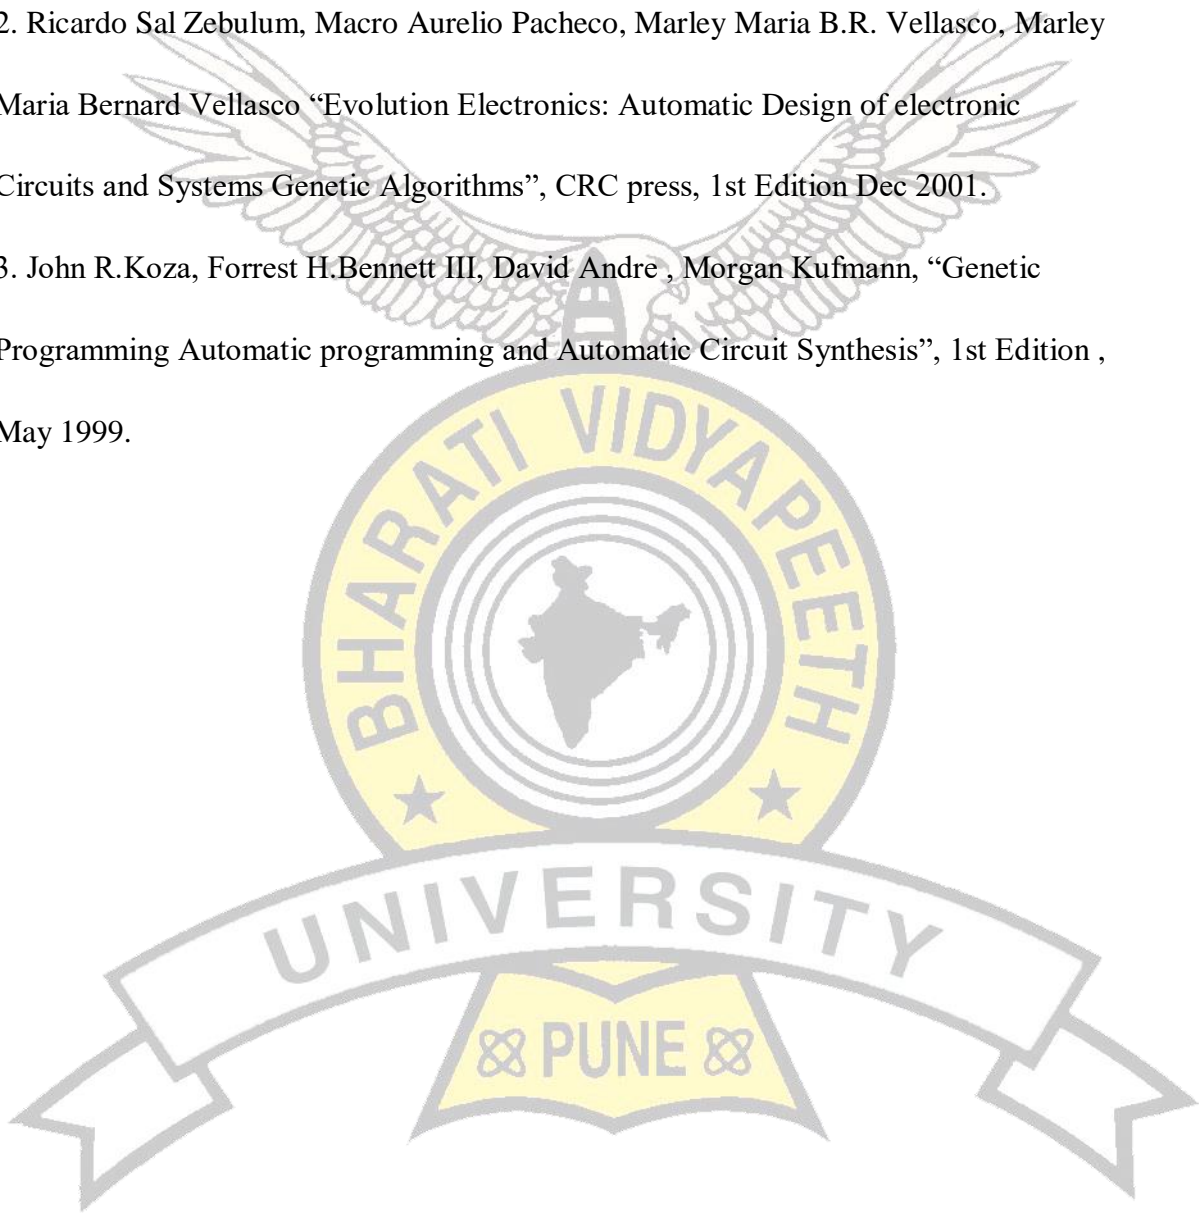 2. Ricardo Sal Zebulum, Macro Aurelio Pacheco, Marley Maria B.R. Vellasco, Marley
Maria Bernard Vellasco “Evolution Electronics: Automatic Design of electronic
Circuits and Systems Genetic Algorithms”, CRC press, 1st Edition Dec 2001.
3. John R.Koza, Forrest H.Bennett III, David Andre , Morgan Kufmann, “Genetic
Programming Automatic programming and Automatic Circuit Synthesis”, 1st Edition ,
May 1999.
BHARATI VIDYAPEETH
UNIVERSITY
PUNE